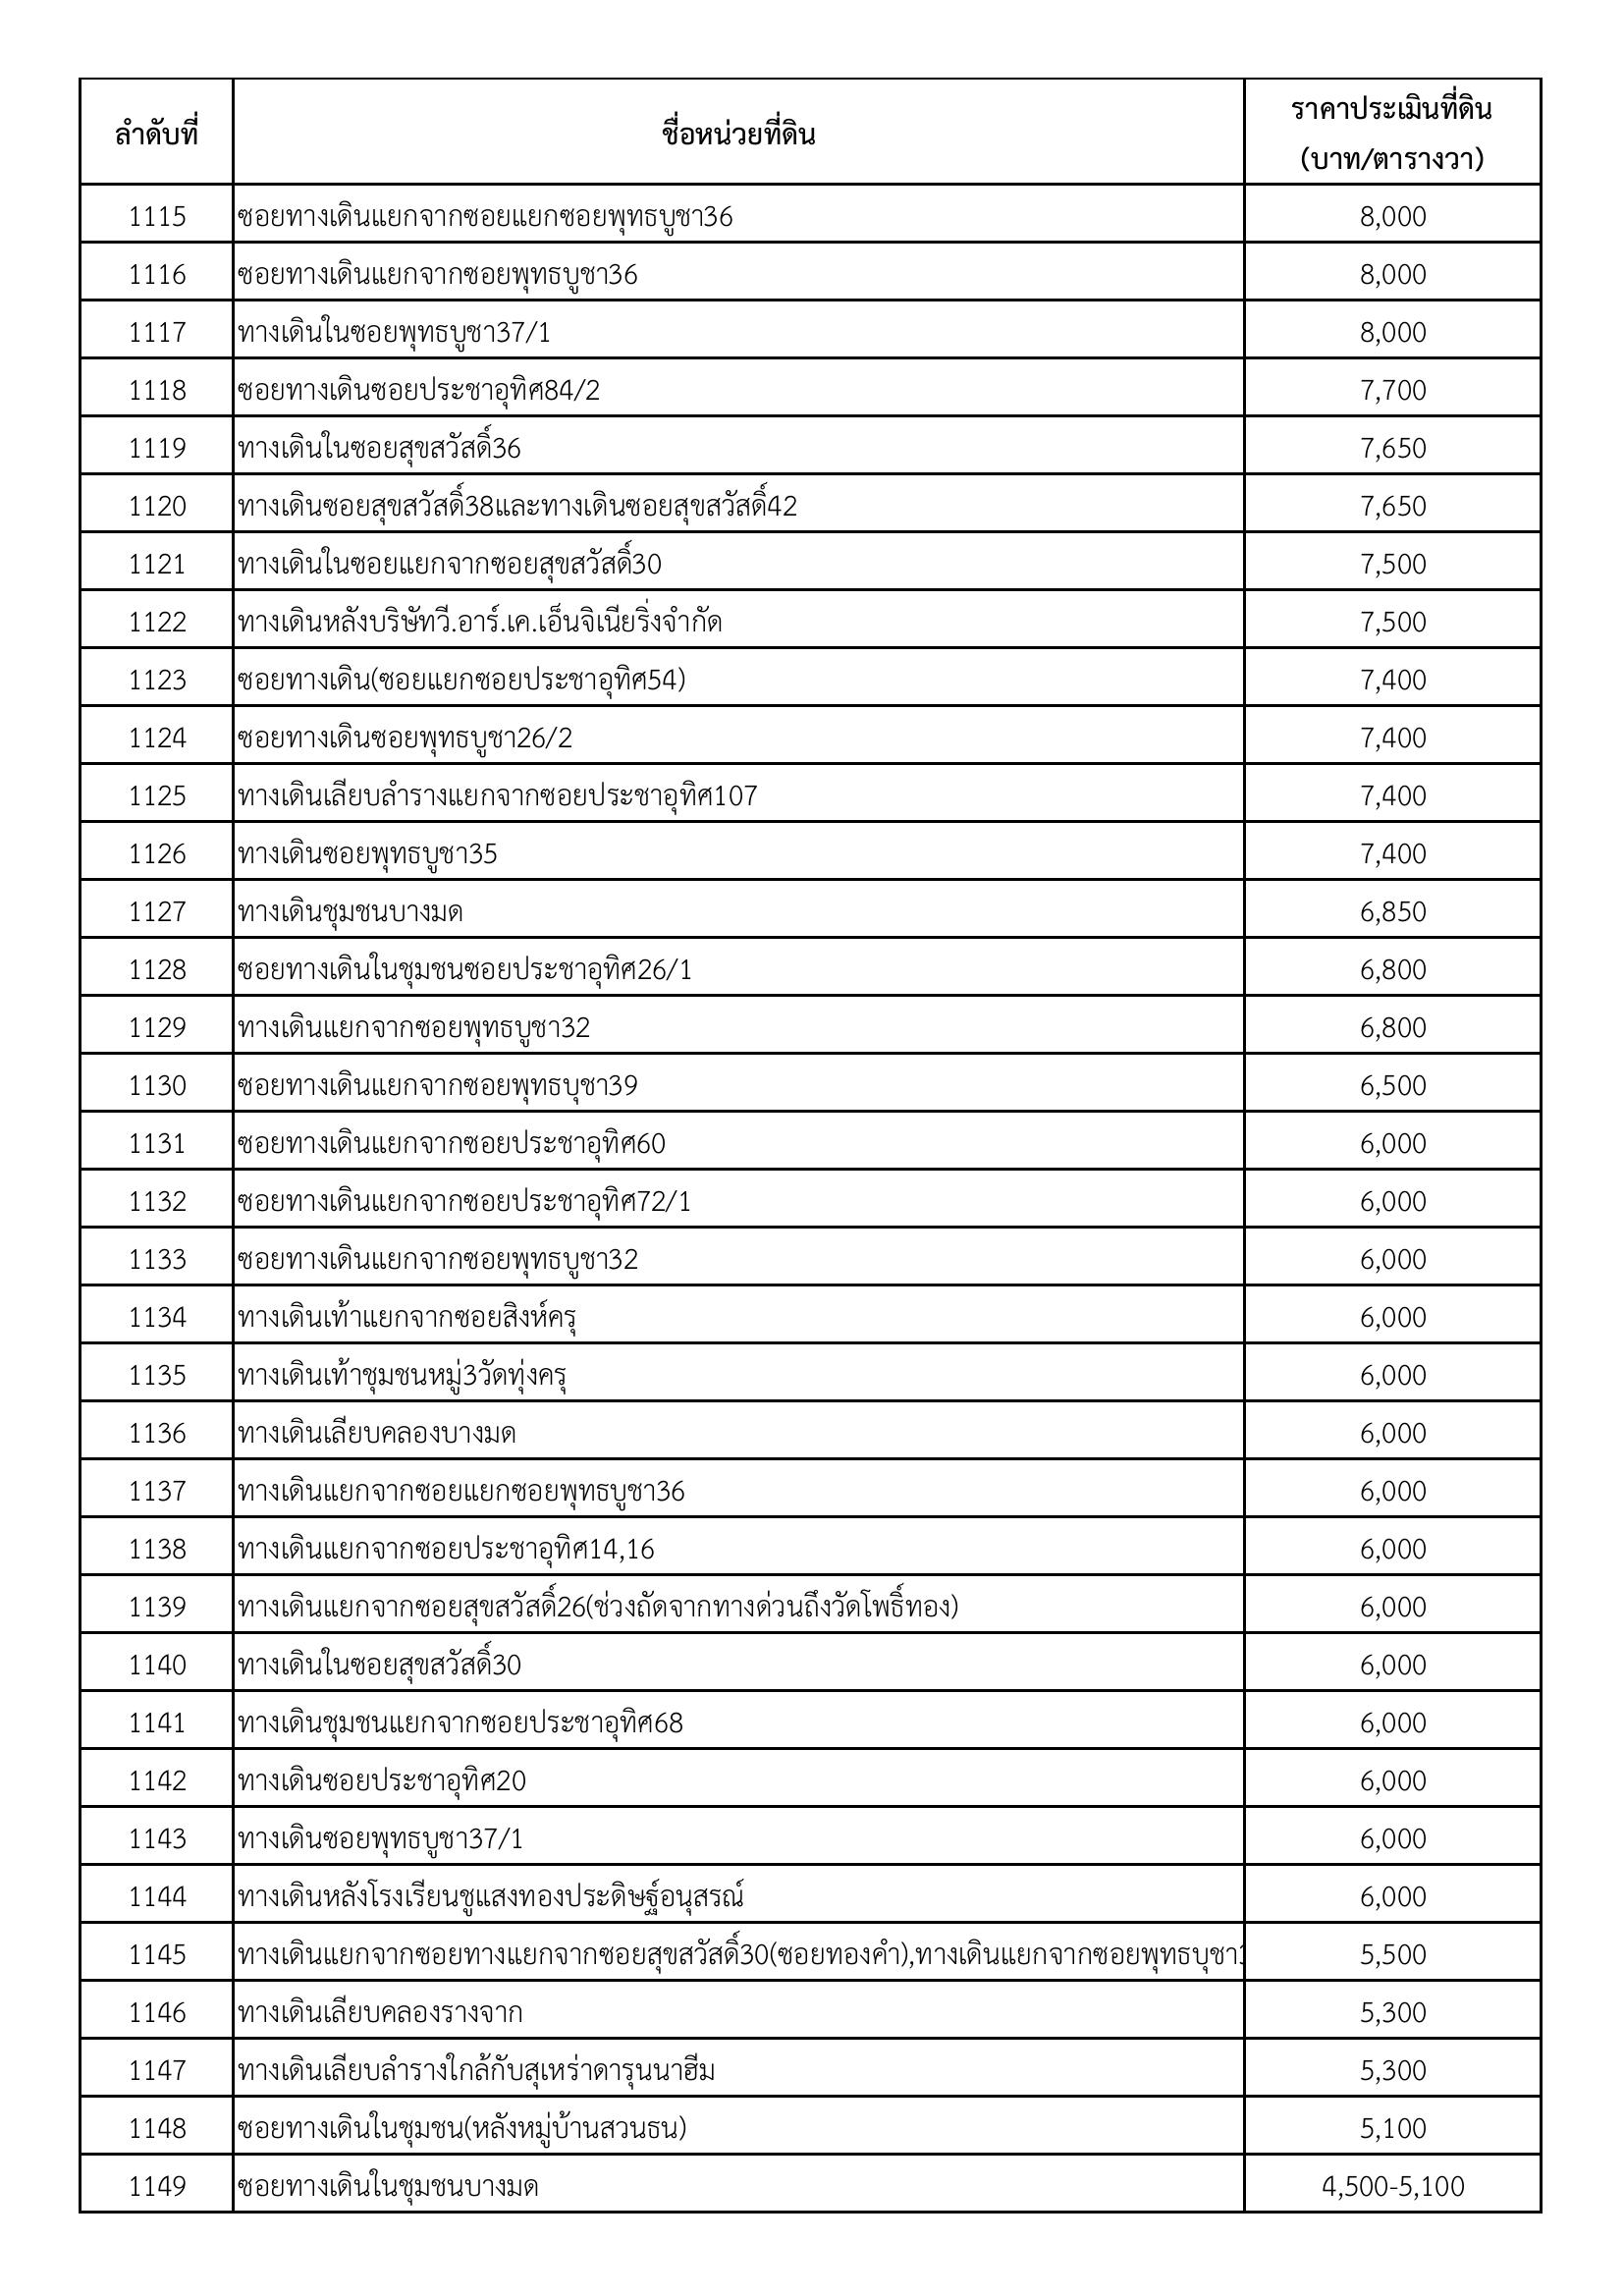 ลำดับที่ ชื่อหน่วยที่ดิน ราคาประเมินที่ดิน
(บาท/ตารางวา)
1115 ซอยทางเดินแยกจากซอยแยกซอยพุทธบูชา36 8,000
1116 ซอยทางเดินแยกจากซอยพุทธบูชา36 8,000
1117 ทางเดินในซอยพุทธบูชา37/1 8,000
1118 ซอยทางเดินซอยประชาอุทิศ84/2 7,700
1119 ทางเดินในซอยสุขสวัสดิ์36 7,650
1120 ทางเดินซอยสุขสวัสดิ์38และทางเดินซอยสุขสวัสดิ์42 7,650
1121 ทางเดินในซอยแยกจากซอยสุขสวัสดิ์30 7,500
1122 ทางเดินหลังบริษัทวี.อาร์.เค.เอ็นจิเนียริ่งจำกัด 7,500
1123 ซอยทางเดิน(ซอยแยกซอยประชาอุทิศ54) 7,400
1124 ซอยทางเดินซอยพุทธบูชา26/2 7,400
1125 ทางเดินเลียบลำรางแยกจากซอยประชาอุทิศ107 7,400
1126 ทางเดินซอยพุทธบูชา35 7,400
1127 ทางเดินชุมชนบางมด 6,850
1128 ซอยทางเดินในชุมชนซอยประชาอุทิศ26/1 6,800
1129 ทางเดินแยกจากซอยพุทธบูชา32 6,800
1130 ซอยทางเดินแยกจากซอยพุทธบุชา39 6,500
1131 ซอยทางเดินแยกจากซอยประชาอุทิศ60 6,000
1132 ซอยทางเดินแยกจากซอยประชาอุทิศ72/1 6,000
1133 ซอยทางเดินแยกจากซอยพุทธบูชา32 6,000
1134 ทางเดินเท้าแยกจากซอยสิงห์ครุ 6,000
1135 ทางเดินเท้าชุมชนหมู่3วัดทุ่งครุ 6,000
1136 ทางเดินเลียบคลองบางมด 6,000
1137 ทางเดินแยกจากซอยแยกซอยพุทธบูชา36 6,000
1138 ทางเดินแยกจากซอยประชาอุทิศ14,16 6,000
1139 ทางเดินแยกจากซอยสุขสวัสดิ์26(ช่วงถัดจากทางด่วนถึงวัดโพธิ์ทอง) 6,000
1140 ทางเดินในซอยสุขสวัสดิ์30 6,000
1141 ทางเดินชุมชนแยกจากซอยประชาอุทิศ68 6,000
1142 ทางเดินซอยประชาอุทิศ20 6,000
1143 ทางเดินซอยพุทธบูชา37/1 6,000
1144 ทางเดินหลังโรงเรียนชูแสงทองประดิษฐ์อนุสรณ์ 6,000
1145 ทางเดินแยกจากซอยทางแยกจากซอยสุขสวัสดิ์30(ซอยทองคำ),ทางเดินแยกจากซอยพุทธบุชา 5,500
1146 ทางเดินเลียบคลองรางจาก 5,300
1147 ทางเดินเลียบลำรางใกล้กับสุเหร่าดารุนนาฮีม 5,300
1148 ซอยทางเดินในชุมชน(หลังหมู่บ้านสวนธน) 5,100
1149 ซอยทางเดินในชุมชนบางมด 4,500-5,100